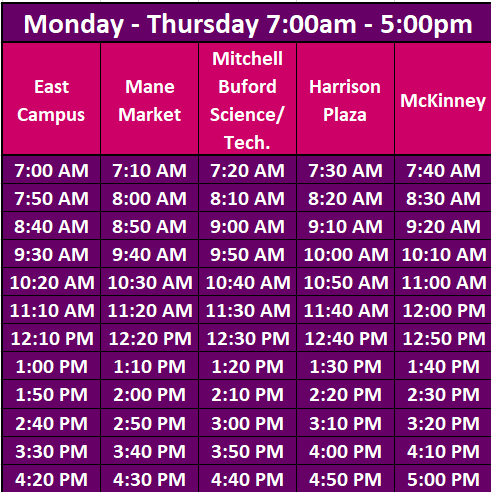 Monday - Thursday 7:00am - 5:00pm
East Campus Mane Market Mitchell Buford Science/ Tech. Harrison Plaza McKinney
7:00 AM 7:10 AM 7:20 AM 7:30 AM 7:40 AM
7:50 AM 8:00 AM 8:10 AM 8:20 AM 8:30 AM
8:40 AM 8:50 AM 9:00 AM 9:10 AM 9:20 AM
9:30 AM 9:40 AM 9:50 AM 10:00 AM 10:10 AM
10:20 AM 10:30 AM 10:40 AM 10:50 AM 11:00 AM
11:10 AM 11:20 AM 11:30 AM 11:40 AM 12:00 PM
12:10 PM 12:20 PM 12:30 PM 12:40 PM 12:50 PM
1:00 PM 1:10 PM 1:20 PM 1:30 PM 1:40 PM
1:50 PM 2:00 PM 2:10 PM 2:20 PM 2:30 PM
2:40 PM 2:50 PM 3:00 PM 3:10 PM 3:20 PM
3:30 PM 3:40 PM 3:50 PM 4:00 PM 4:10 PM
4:20 PM 4:30 PM 4:40 PM 4:50 PM 5:00 PM